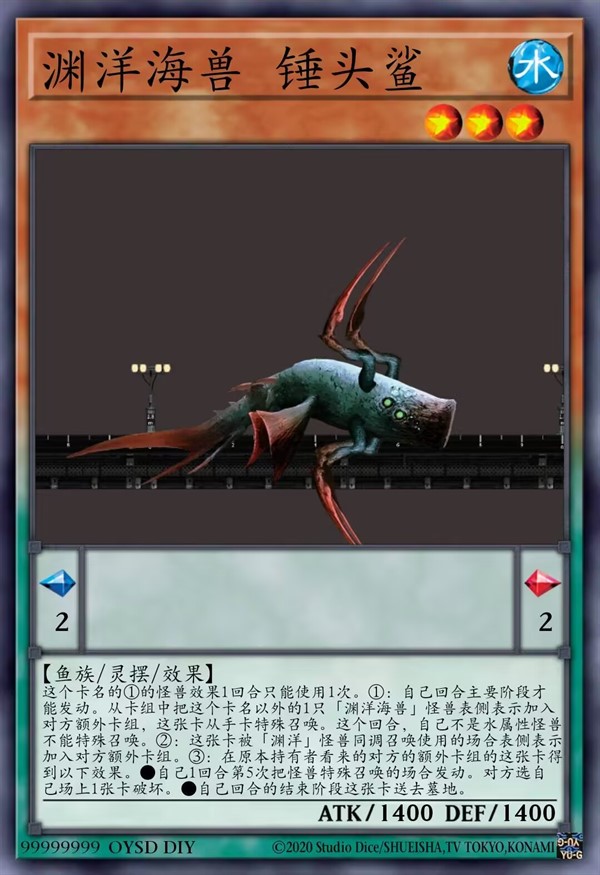 渊洋海兽 锤头鲨
水
2
2
【鱼族/灵摆/效果】
这个卡名的①的怪兽效果1回合只能使用1次。①：自己回合主要阶段才
能发动。从卡组中把这个卡名以外的1只「渊洋海兽」怪兽表侧表示加入
对方额外卡组，这张卡从手卡特殊召唤。这个回合，自己不是水属性怪兽
不能特殊召唤。②：这张卡被「渊洋」怪兽同调召唤使用的场合表侧表示
加入对方额外卡组。③：在原本持有者看来的对方的额外卡组的这张卡得
到以下效果。●自己1回合第5次把怪兽特殊召唤的场合发动。对方选自
己场上1张卡破坏。●自己回合的结束阶段这张卡送去墓地。
ATK/1400 DEF/1400
99999999 OYSD DIY
©2020 Studio Dice/SHUEISHA,TV TOKYO,KONAMI
YU-G